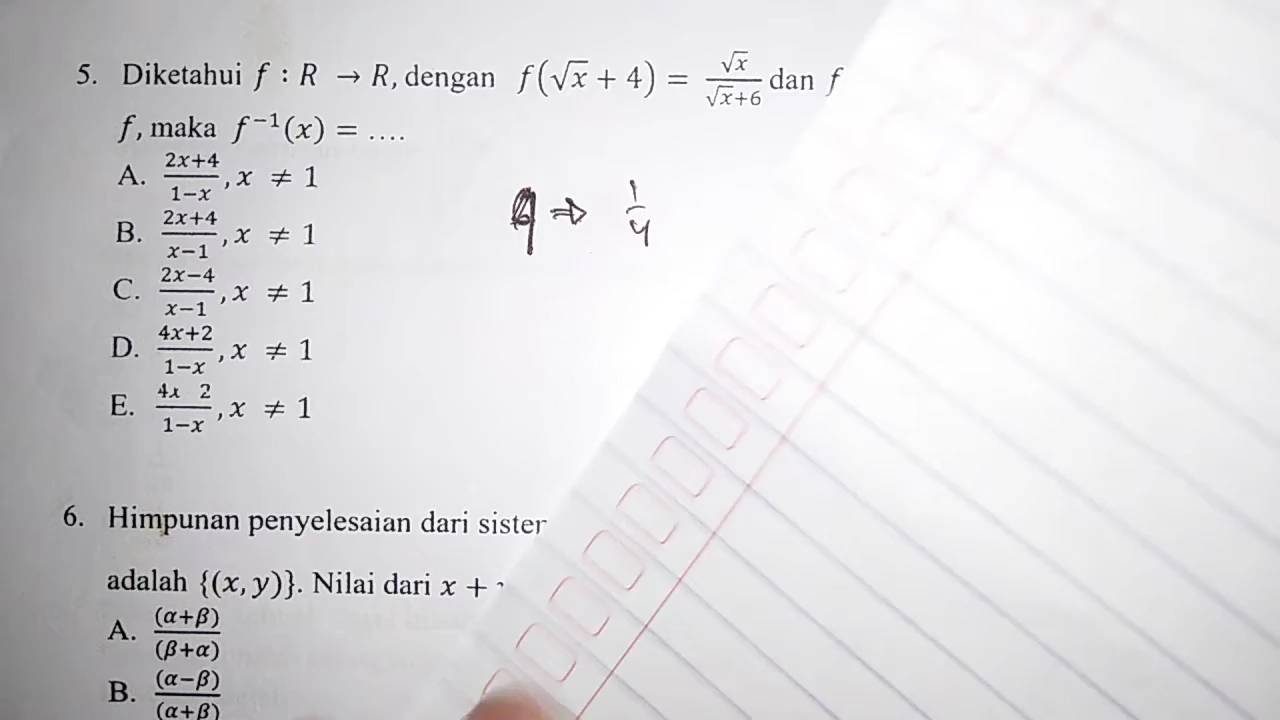 5. Diketahui f : R → R, dengan f(√x + 4) = √x/(√x+6) dan f
f, maka f⁻¹(x) = ....
A. (2x+4)/(1−x), x ≠ 1
B. (2x+4)/(x−1), x ≠ 1
C. (2x−4)/(x−1), x ≠ 1
D. (4x+2)/(1−x), x ≠ 1
E. (4x 2)/(1−x), x ≠ 1
⇒ 1/4
6. Himpunan penyelesaian dari sister
adalah {(x, y)}. Nilai dari x +
A. (α+β)/(β+α)
B. (α−β)/(α+β)